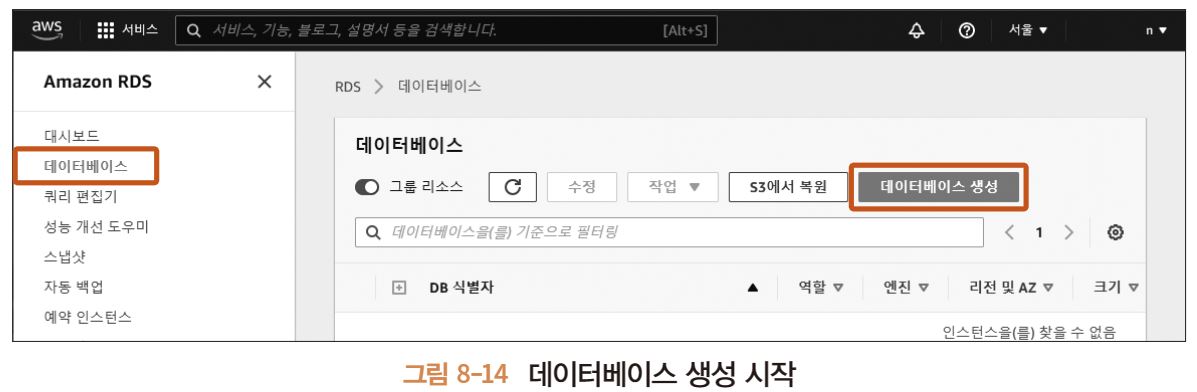 aws 서비스 서비스, 기능, 블로그, 설명서 등을 검색합니다. [Alt+S] 서울 ▼ n ▼
Amazon RDS ×
RDS > 데이터베이스
대시보드
데이터베이스
쿼리 편집기
성능 개선 도우미
스냅샷
자동 백업
예약 인스턴스
데이터베이스
그룹 리소스 수정 작업 ▼ S3에서 복원 데이터베이스 생성
데이터베이스을(를) 기준으로 필터링 < 1 >
DB 식별자 ▲ 역할 ▽ 엔진 ▽ 리전 및 AZ ▽ 크기 ▽
인스턴스을(를) 찾을 수 없음
그림 8-14 데이터베이스 생성 시작